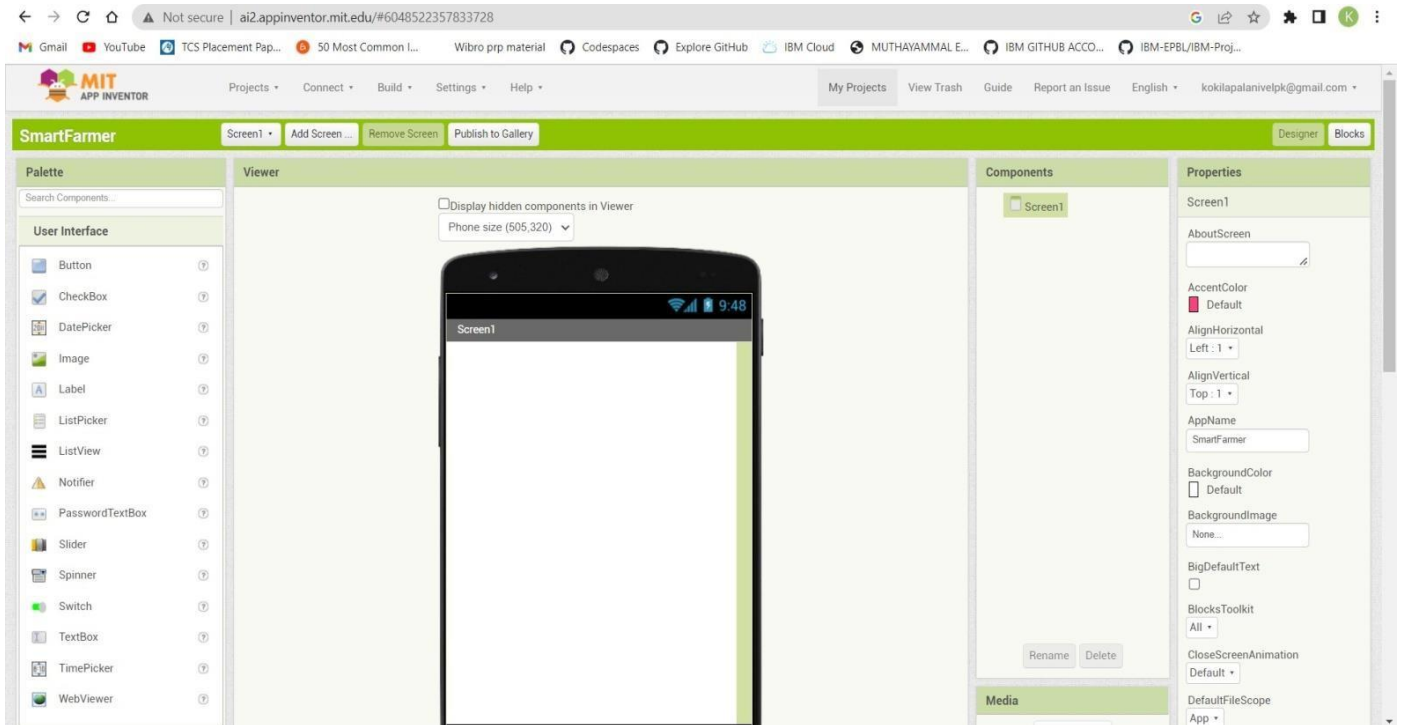 Not secure | ai2.appinventor.mit.edu/#6048522357833728
Gmail YouTube TCS Placement Pap... 50 Most Common I... Wibro prp material Codespaces Explore GitHub IBM Cloud MUTHAYAMMAL E... IBM GITHUB ACCO... IBM-EPBL/IBM-Proj...
MIT
APP INVENTOR
Projects Connect Build Settings Help My Projects View Trash Guide Report an Issue English kokilapalanivelpk@gmail.com
SmartFarmer Screen1 Add Screen ... Remove Screen Publish to Gallery Designer Blocks
Palette
Search Components...
User Interface
Button
CheckBox
DatePicker
Image
Label
ListPicker
ListView
Notifier
PasswordTextBox
Slider
Spinner
Switch
TextBox
TimePicker
WebViewer
Viewer
Display hidden components in Viewer
Phone size (505,320)
9:48
Screen1
Components
Screen1
Rename Delete
Media
Properties
Screen1
AboutScreen
AccentColor
Default
AlignHorizontal
Left : 1
AlignVertical
Top : 1
AppName
SmartFarmer
BackgroundColor
Default
BackgroundImage
None...
BigDefaultText
BlocksToolkit
All
CloseScreenAnimation
Default
DefaultFileScope
App